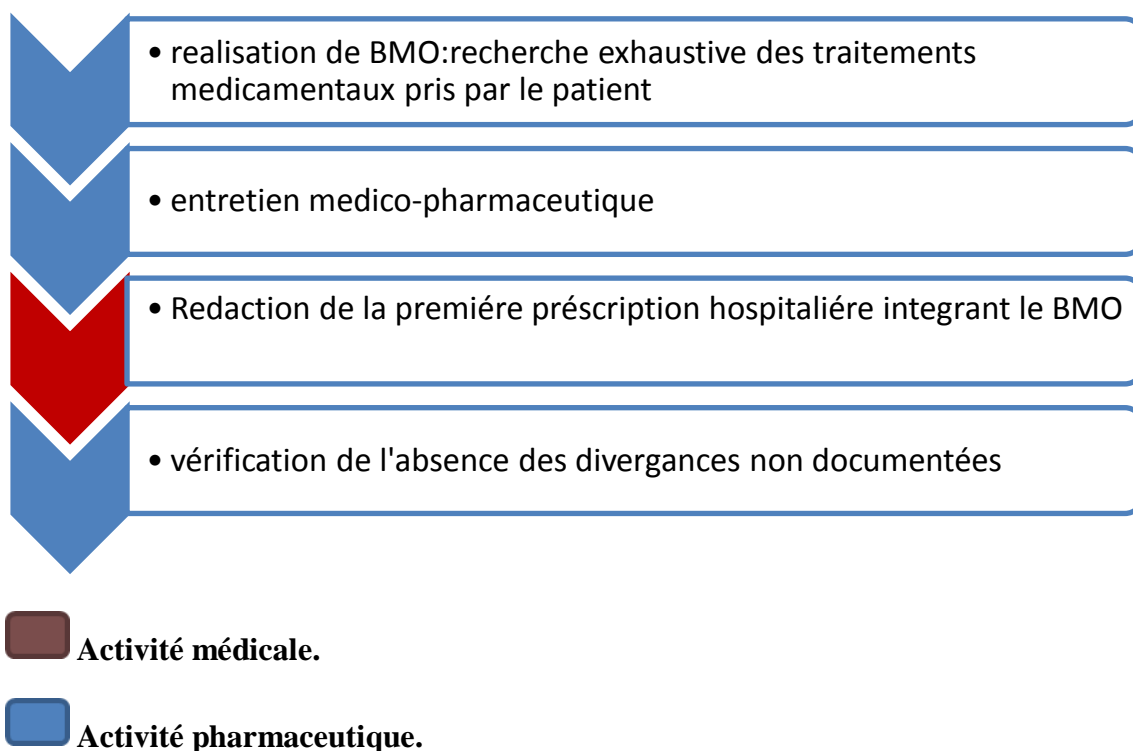 • realisation de BMO:recherche exhaustive des traitements
medicamentaux pris par le patient
• entretien medico-pharmaceutique
• Redaction de la premiére préscription hospitaliére integrant le BMO
• vérification de l'absence des divergances non documentées
Activité médicale.
Activité pharmaceutique.